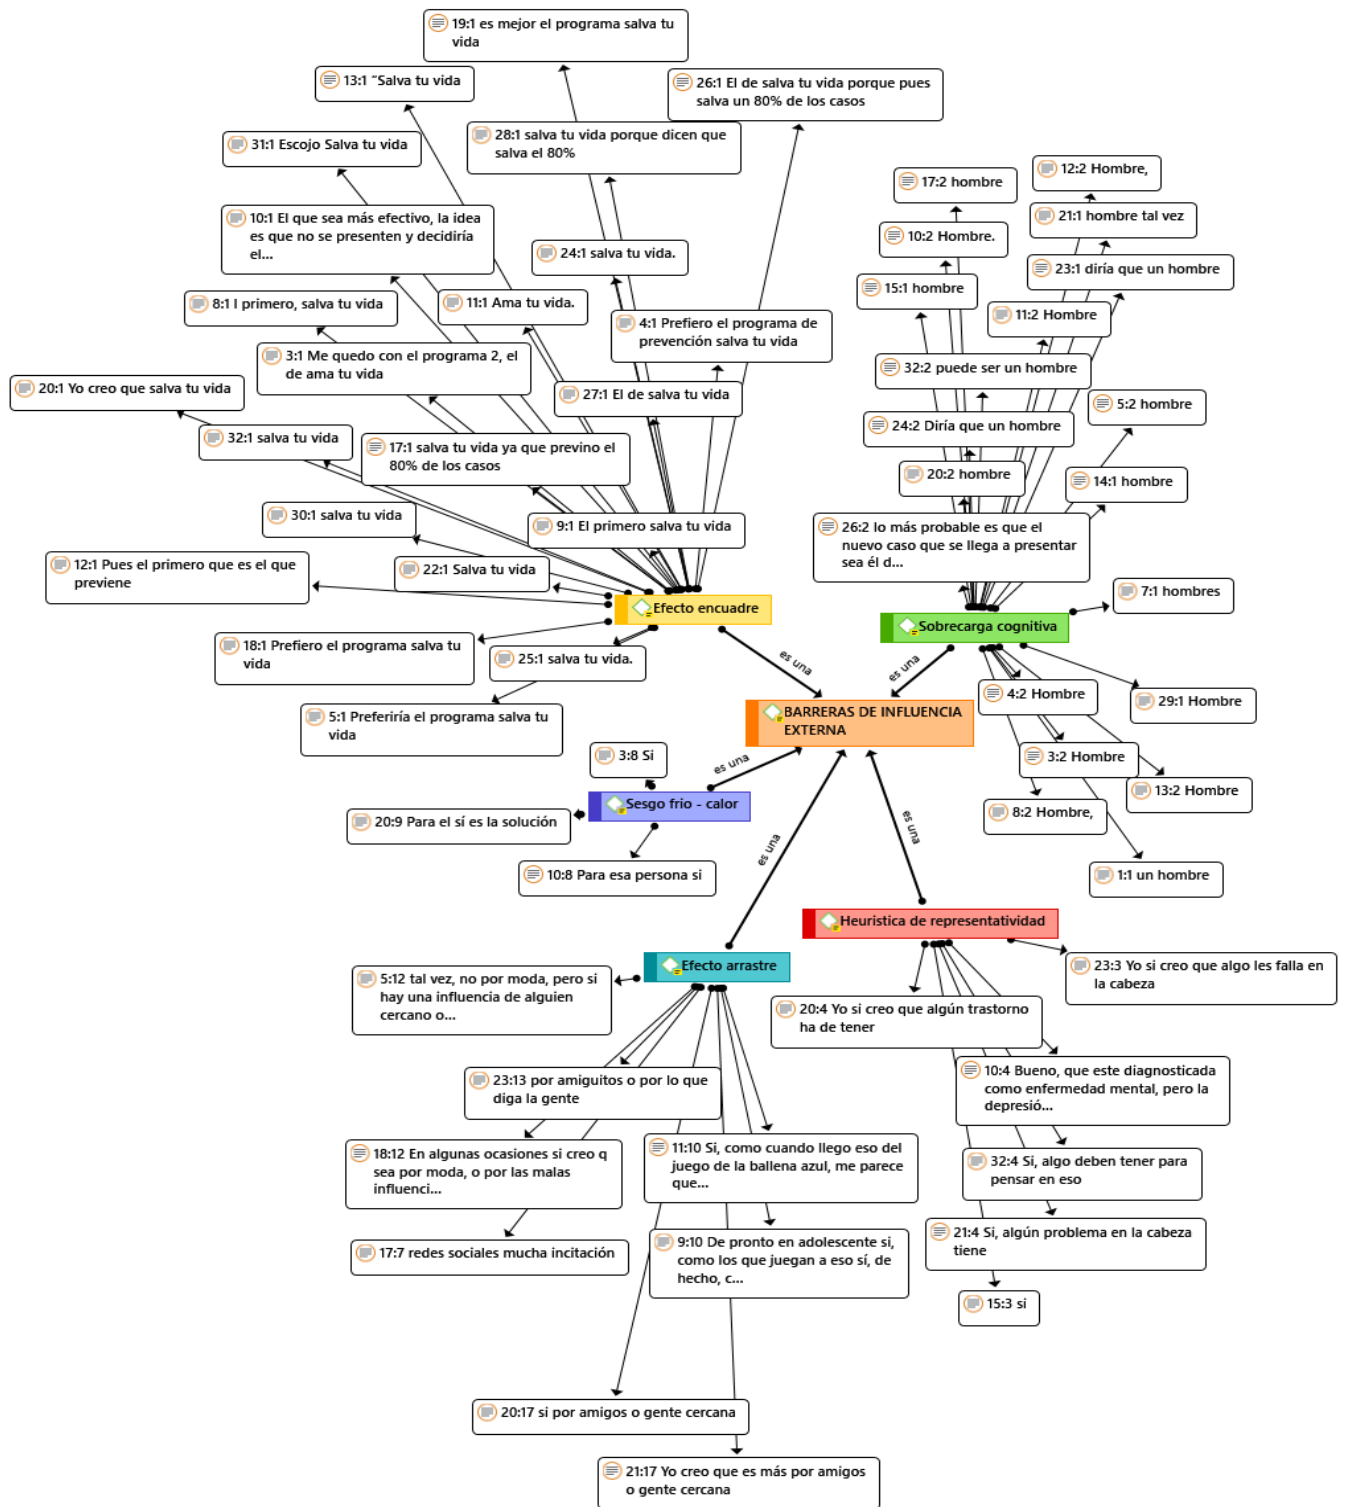 19:1 es mejor el programa salva tu
vida
13:1 ˝Salva tu vida
26:1 El de salva tu vida porque pues
salva un 80% de los casos
31:1 Escojo Salva tu vida
28:1 salva tu vida porque dicen que
salva el 80%
10:1 El que sea más efectivo, la idea
es que no se presenten y decidiría
el...
24:1 salva tu vida.
8:1 l primero, salva tu vida
11:1 Ama tu vida.
4:1 Prefiero el programa de
prevención salva tu vida
3:1 Me quedo con el programa 2, el
de ama tu vida
20:1 Yo creo que salva tu vida
27:1 El de salva tu vida
32:1 salva tu vida
17:1 salva tu vida ya que previno el
80% de los casos
30:1 salva tu vida
9:1 El primero salva tu vida
12:1 Pues el primero que es el que
previene
22:1 Salva tu vida
Efecto encuadre
18:1 Prefiero el programa salva tu
vida
25:1 salva tu vida.
5:1 Preferiría el programa salva tu
vida
12:2 Hombre,
17:2 hombre
21:1 hombre tal vez
10:2 Hombre.
23:1 diría que un hombre
15:1 hombre
11:2 Hombre
32:2 puede ser un hombre
5:2 hombre
24:2 Diría que un hombre
20:2 hombre
14:1 hombre
26:2 lo más probable es que el
nuevo caso que se llega a presentar
sea él d...
7:1 hombres
Sobrecarga cognitiva
4:2 Hombre
29:1 Hombre
3:2 Hombre
13:2 Hombre
8:2 Hombre,
1:1 un hombre
es una
es una
BARRERAS DE INFLUENCIA
EXTERNA
es una
es una
es una
3:8 Si
Sesgo frio - calor
20:9 Para el sí es la solución
10:8 Para esa persona si
Heuristica de representatividad
23:3 Yo si creo que algo les falla en
la cabeza
20:4 Yo si creo que algún trastorno
ha de tener
10:4 Bueno, que este diagnosticada
como enfermedad mental, pero la
depresió...
32:4 Si, algo deben tener para
pensar en eso
21:4 Si, algún problema en la cabeza
tiene
15:3 si
Efecto arrastre
5:12 tal vez, no por moda, pero si
hay una influencia de alguien
cercano o...
23:13 por amiguitos o por lo que
diga la gente
18:12 En algunas ocasiones si creo q
sea por moda, o por las malas
influenci...
11:10 Si, como cuando llego eso del
juego de la ballena azul, me parece
que...
17:7 redes sociales mucha incitación
9:10 De pronto en adolescente si,
como los que juegan a eso sí, de
hecho, c...
20:17 si por amigos o gente cercana
21:17 Yo creo que es más por amigos
o gente cercana